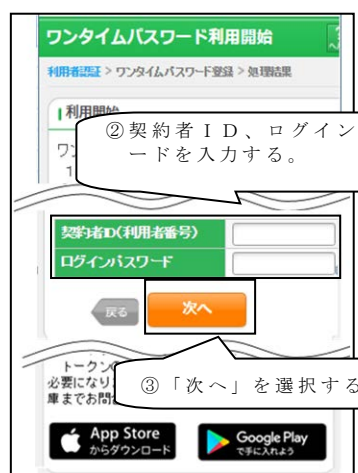 ワンタイムパスワード利用開始
利用者認証 > ワンタイムパスワード登録 > 処理結果
利用開始
ワン
②契約者ＩＤ、ログイン
ードを入力する。
契約者ID(利用者番号)
ログインパスワード
戻る
次へ
トークンの
必要になり
庫までお問合
③「次へ」を選択する
App Store
からダウンロード
Google Play
で手に入れよう